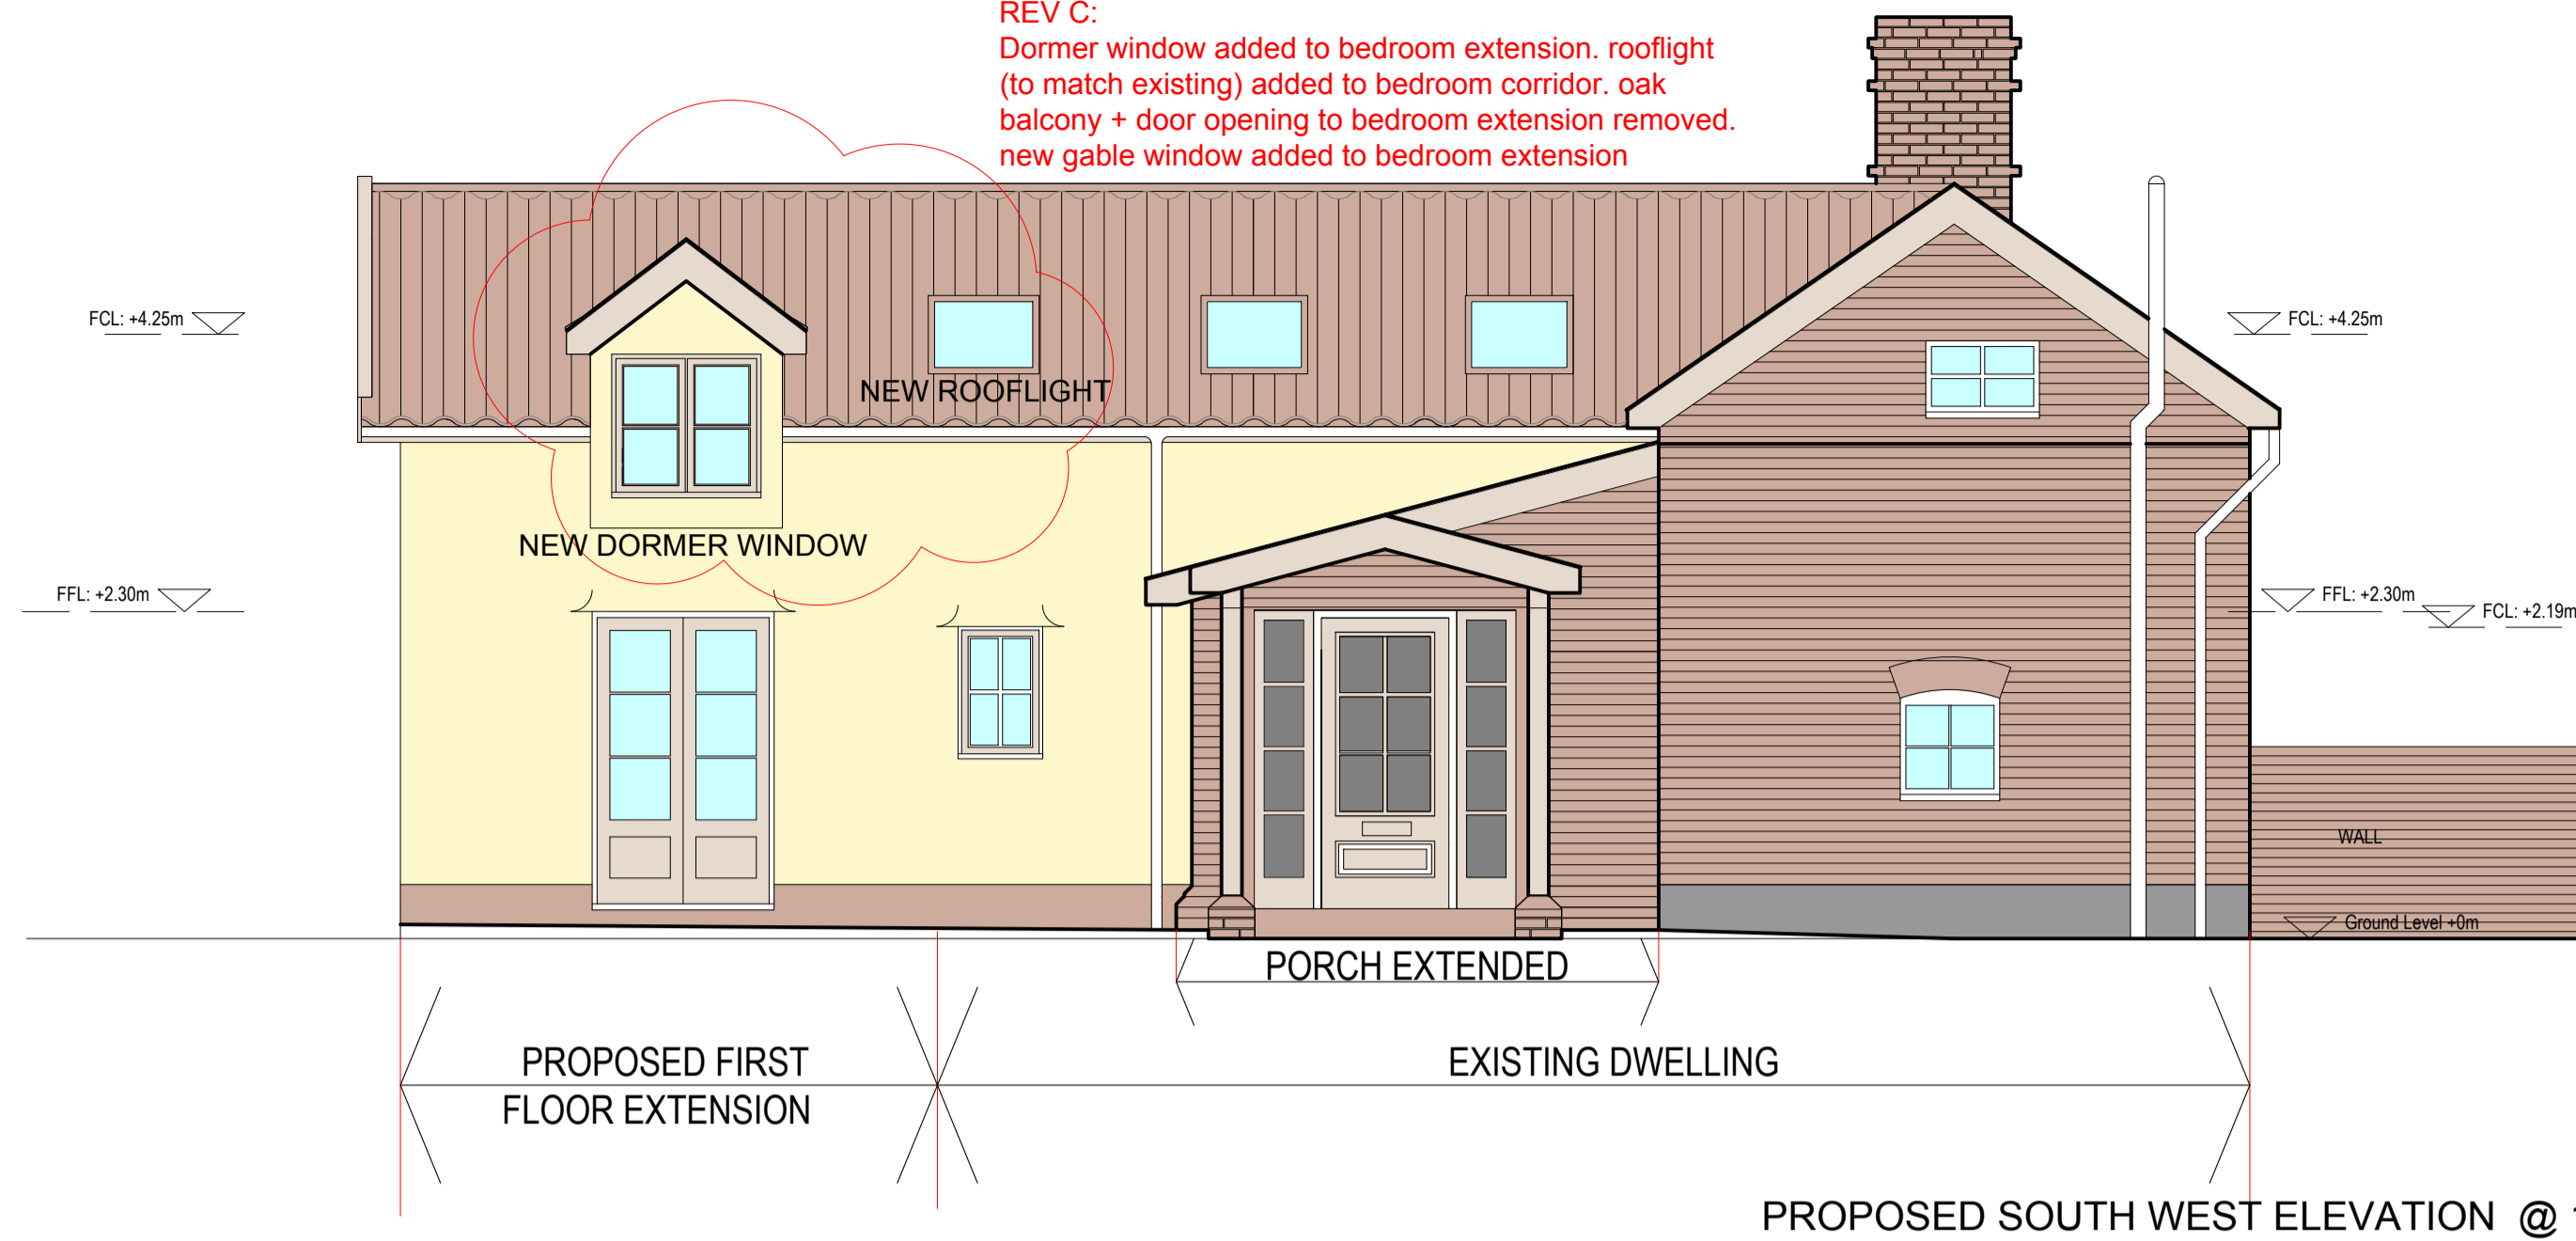 REV C:
Dormer window added to bedroom extension. rooflight
(to match existing) added to bedroom corridor. oak
balcony + door opening to bedroom extension removed.
new gable window added to bedroom extension
FCL: +4.25m
FCL: +4.25m
NEW ROOFLIGHT
NEW DORMER WINDOW
FFL: +2.30m
FFL: +2.30m
FCL: +2.19m
WALL
Ground Level +0m
PORCH EXTENDED
PROPOSED FIRST
FLOOR EXTENSION
EXISTING DWELLING
PROPOSED SOUTH WEST ELEVATION @